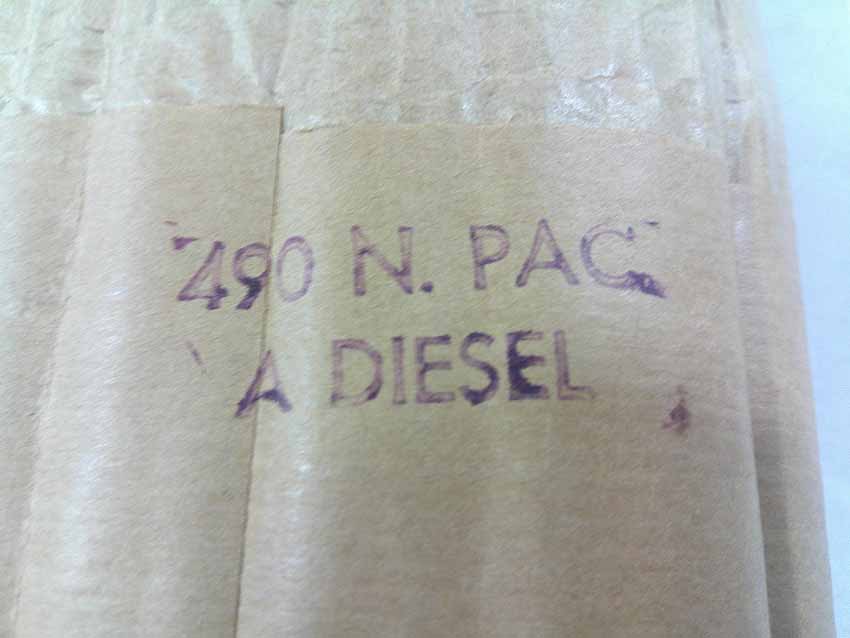 490 N. PAC
A DIESEL